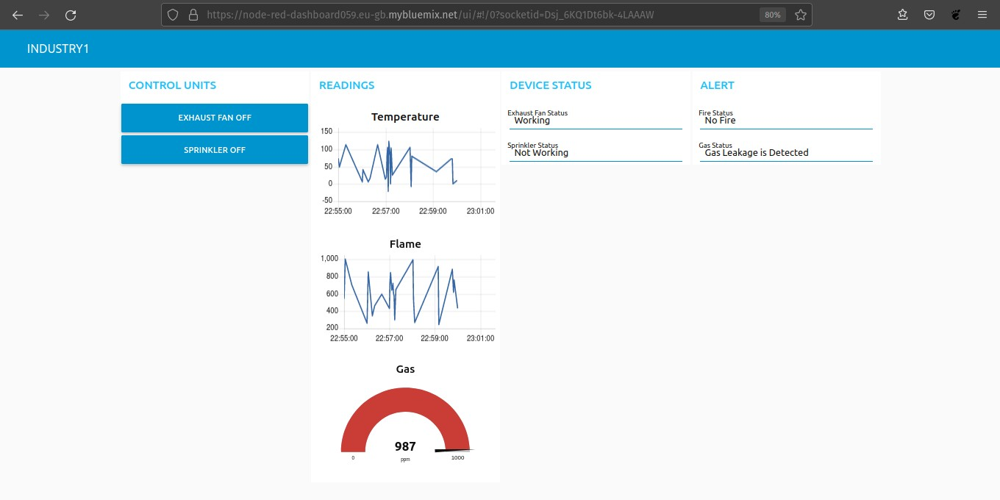 https://node-red-dashboard059.eu-gb.mybluemix.net/ui/#!/0?socketid=Dsj_6KQ1Dt6bk-4LAAAW
80%
INDUSTRY1
CONTROL UNITS
EXHAUST FAN OFF
SPRINKLER OFF
READINGS
Temperature
150
100
50
0
-50
22:55:00 22:57:00 22:59:00 23:01:00
Flame
1,000
800
600
400
200
22:55:00 22:57:00 22:59:00 23:01:00
Gas
987
0 ppm 1000
DEVICE STATUS
Exhaust Fan Status
Working
Sprinkler Status
Not Working
ALERT
Fire Status
No Fire
Gas Status
Gas Leakage is Detected